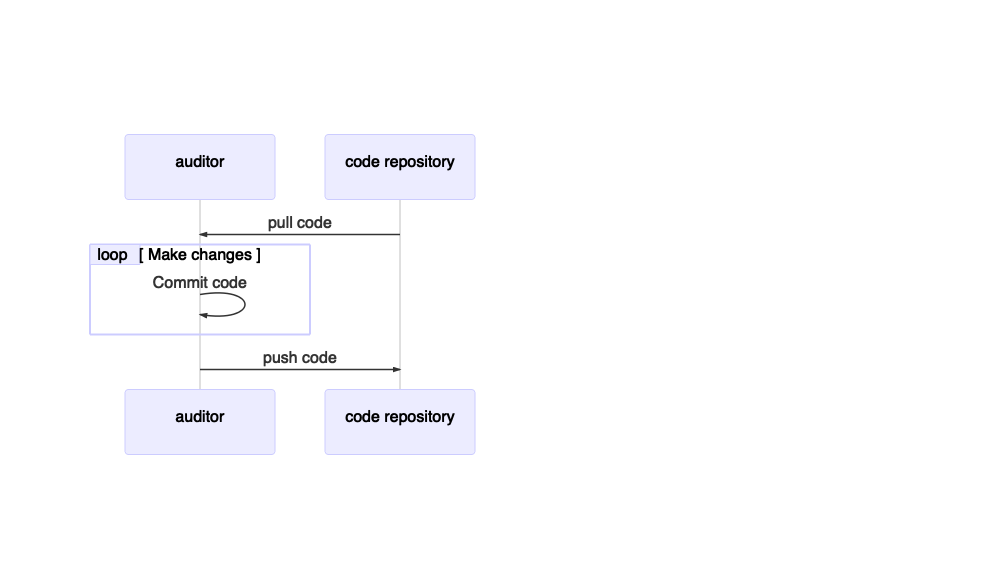 auditor
code repository
pull code
loop [ Make changes ]
Commit code
push code
auditor
code repository